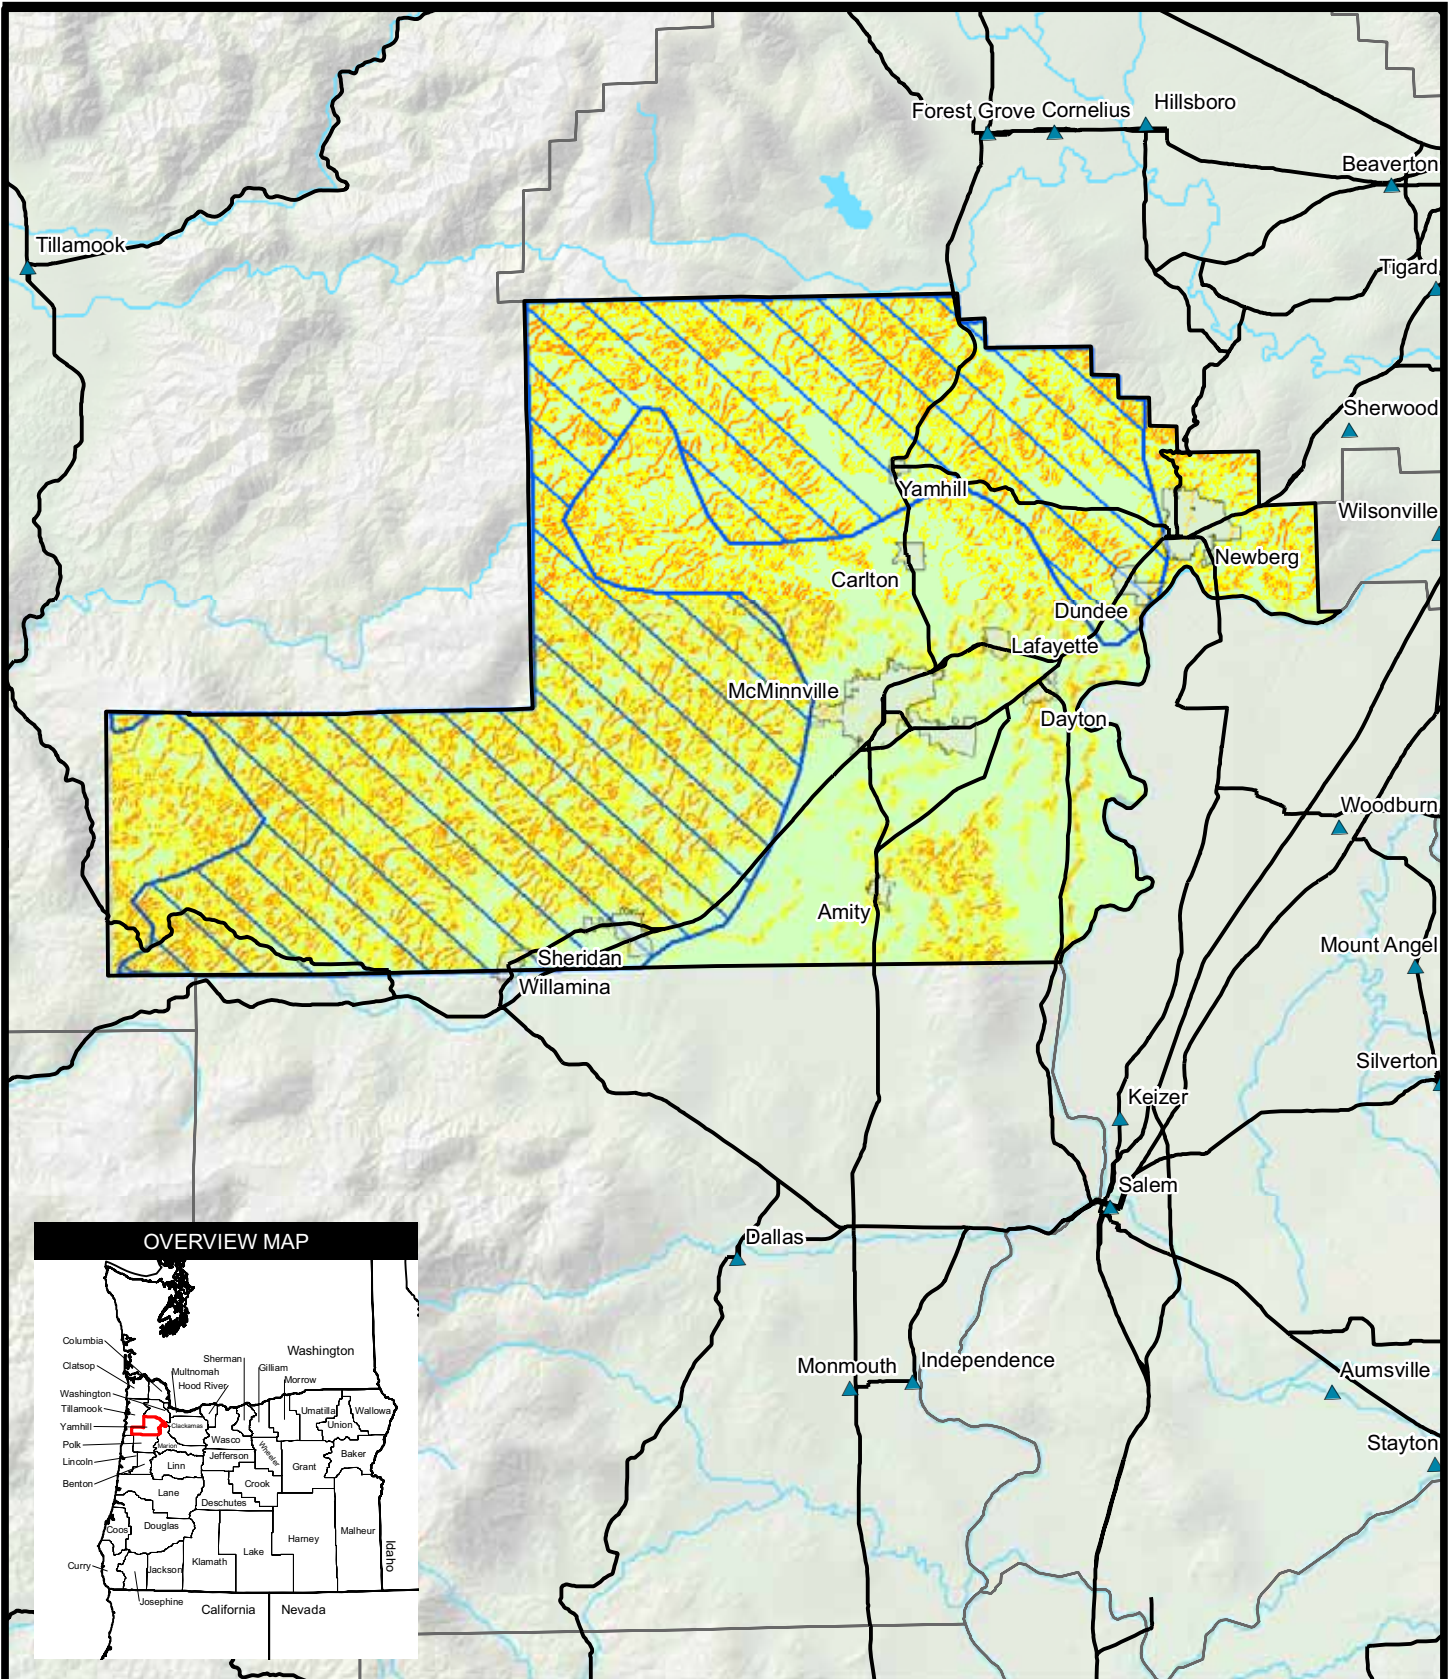 Forest Grove
Cornelius
Hillsboro
Beaverton
Tillamook
Tigard
Sherwood
Yamhill
Wilsonville
Newberg
Carlton
Dundee
Lafayette
McMinnville
Dayton
Woodburn
Amity
Mount Angel
Sheridan
Willamina
Silverton
Keizer
Salem
Dallas
Monmouth
Independence
Aumsville
Stayton
OVERVIEW MAP
Columbia
Clatsop
Washington
Tillamook
Yamhill
Polk
Lincoln
Benton
Multnomah
Hood River
Sherman
Gilliam
Morrow
Washington
Umatilla
Union
Wallowa
Clackamas
Marion
Wasco
Wheeler
Jefferson
Grant
Baker
Linn
Crook
Lane
Deschutes
Coos
Douglas
Harney
Malheur
Idaho
Curry
Jackson
Klamath
Lake
Josephine
California
Nevada